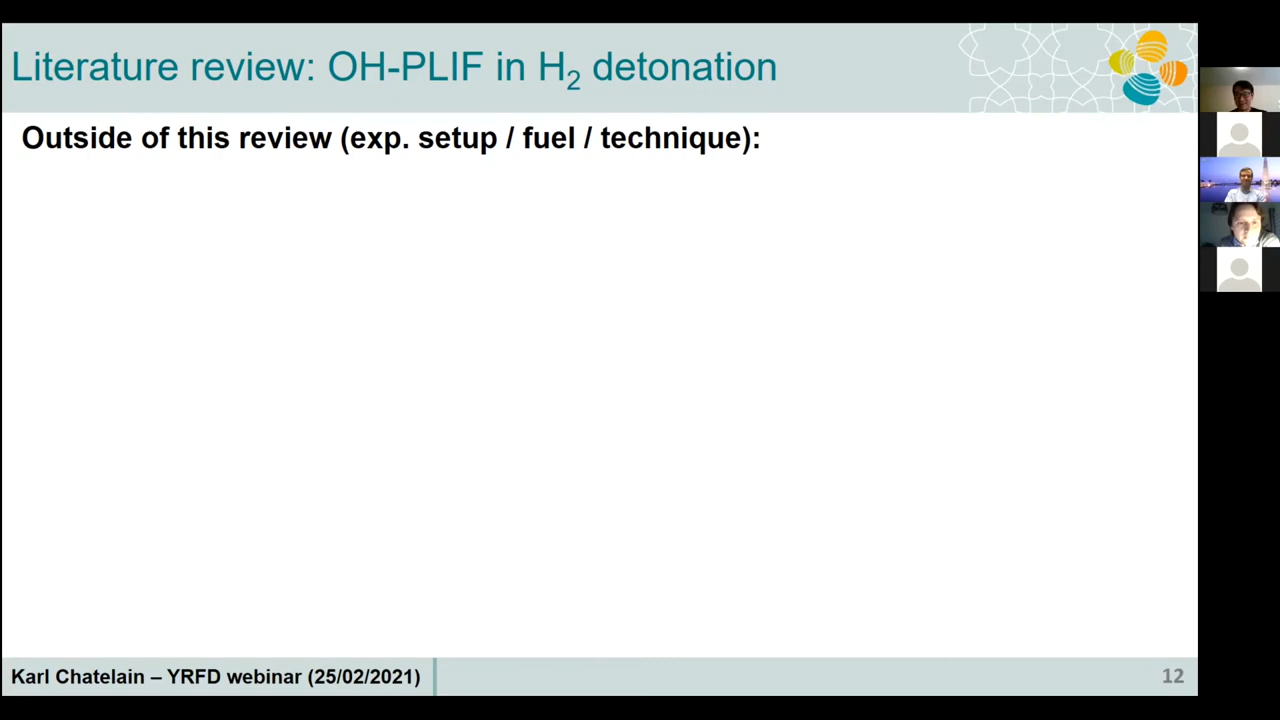 Literature review: OH-PLIF in H₂ detonation
Outside of this review (exp. setup / fuel / technique):
Karl Chatelain – YRFD webinar (25/02/2021)
12